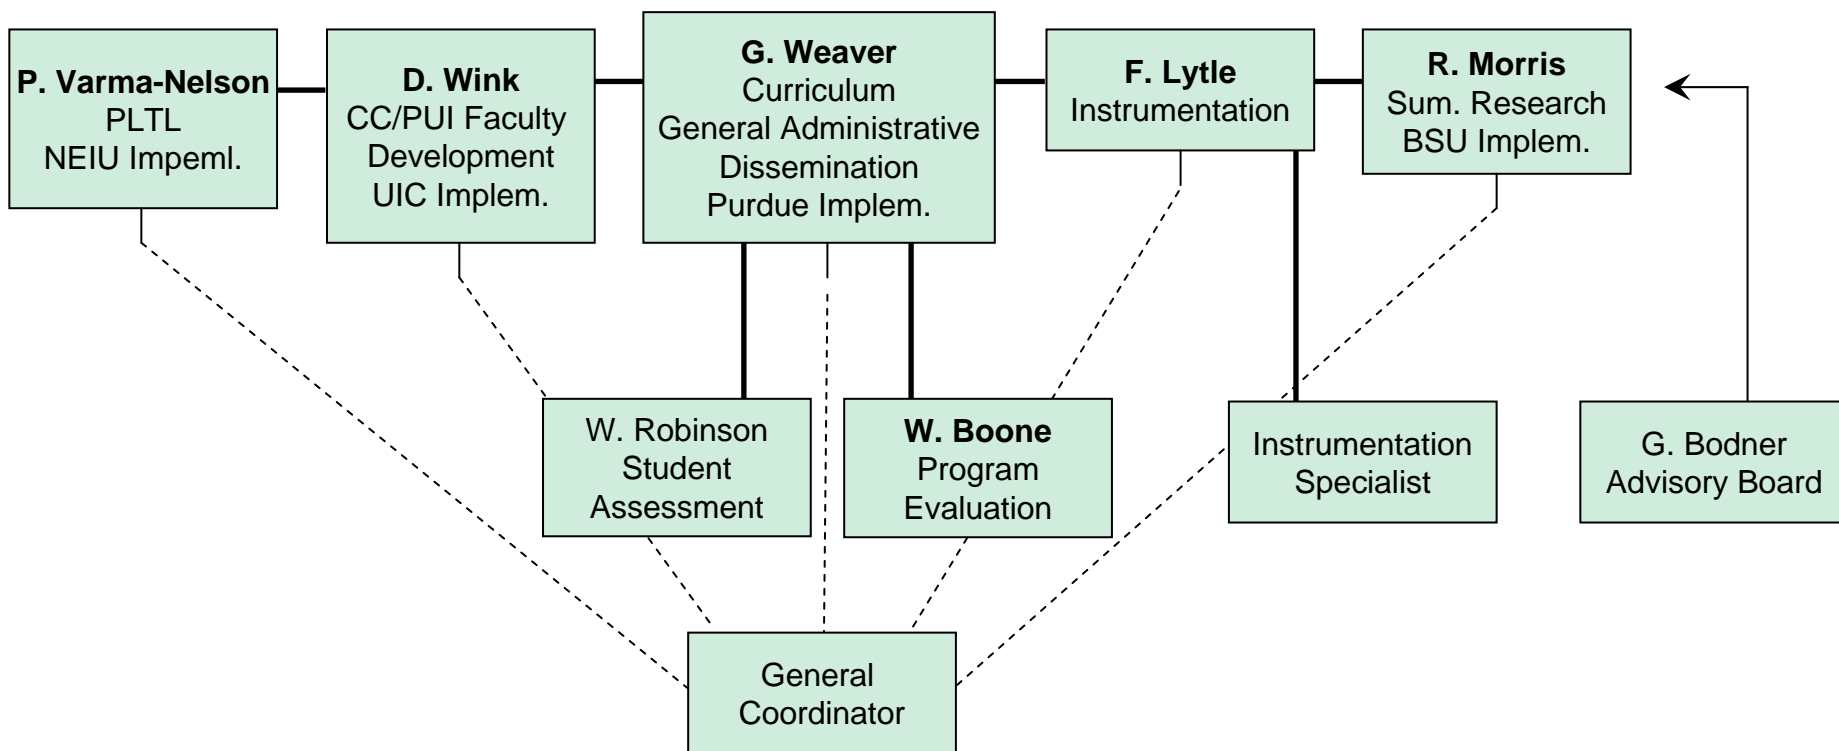 P. Varma-Nelson
PLTL
NEIU Impeml.
D. Wink
CC/PUI Faculty
Development
UIC Implem.
G. Weaver
Curriculum
General Administrative
Dissemination
Purdue Implem.
F. Lytle
Instrumentation
R. Morris
Sum. Research
BSU Implem.
W. Robinson
Student
Assessment
W. Boone
Program
Evaluation
Instrumentation
Specialist
G. Bodner
Advisory Board
General
Coordinator